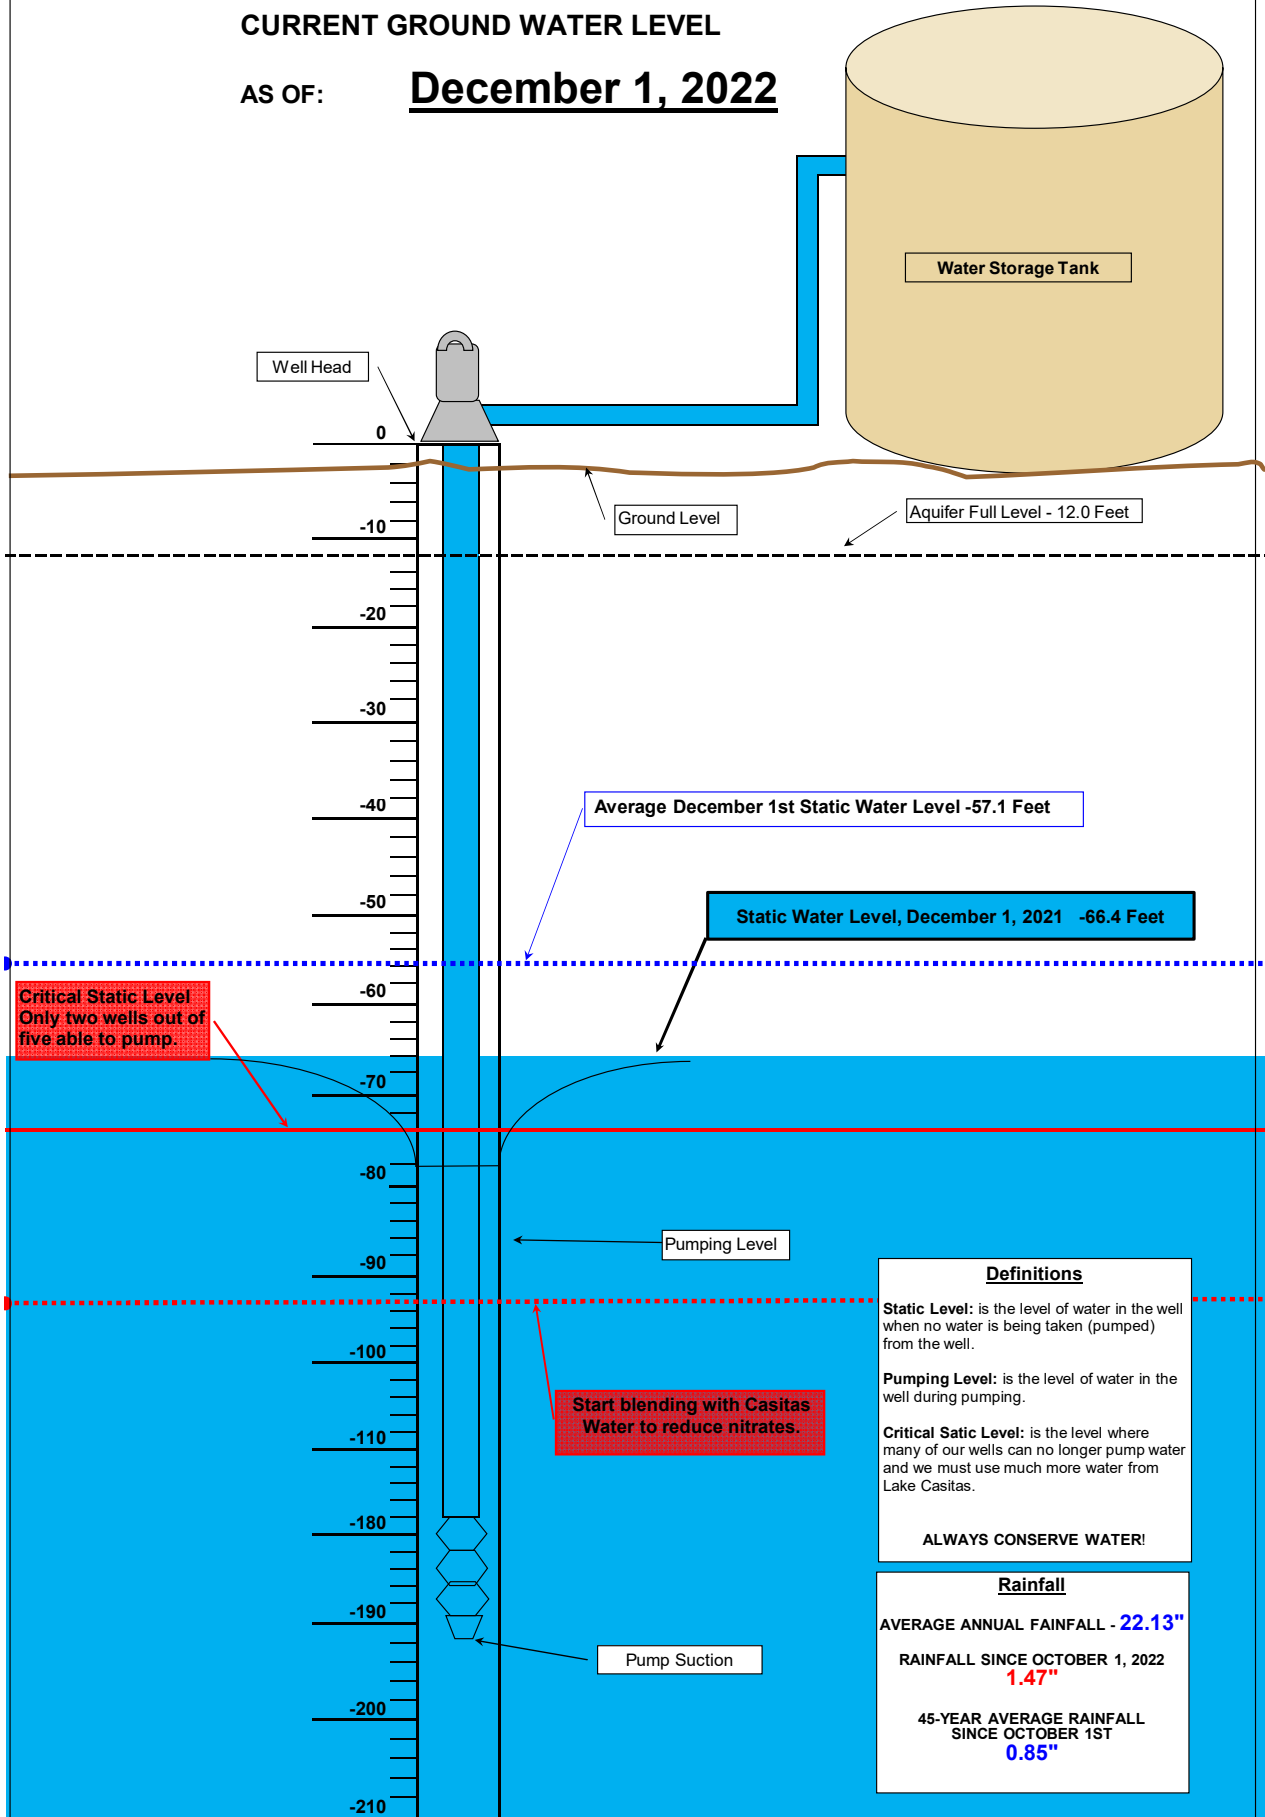 CURRENT GROUND WATER LEVEL
AS OF: December 1, 2022
Water Storage Tank
Well Head
0
Ground Level
Aquifer Full Level - 12.0 Feet
-10
-20
-30
-40
Average December 1st Static Water Level -57.1 Feet
-50
Static Water Level, December 1, 2021 -66.4 Feet
-60
Critical Static Level
Only two wells out of
five able to pump.
-70
-80
Pumping Level
-90
-100
Start blending with Casitas
Water to reduce nitrates.
-110
-180
-190
Pump Suction
-200
-210
Definitions
Static Level: is the level of water in the well
when no water is being taken (pumped)
from the well.
Pumping Level: is the level of water in the
well during pumping.
Critical Satic Level: is the level where
many of our wells can no longer pump water
and we must use much more water from
Lake Casitas.
ALWAYS CONSERVE WATER!
Rainfall
AVERAGE ANNUAL FAINFALL - 22.13"
RAINFALL SINCE OCTOBER 1, 2022
1.47"
45-YEAR AVERAGE RAINFALL
SINCE OCTOBER 1ST
0.85"